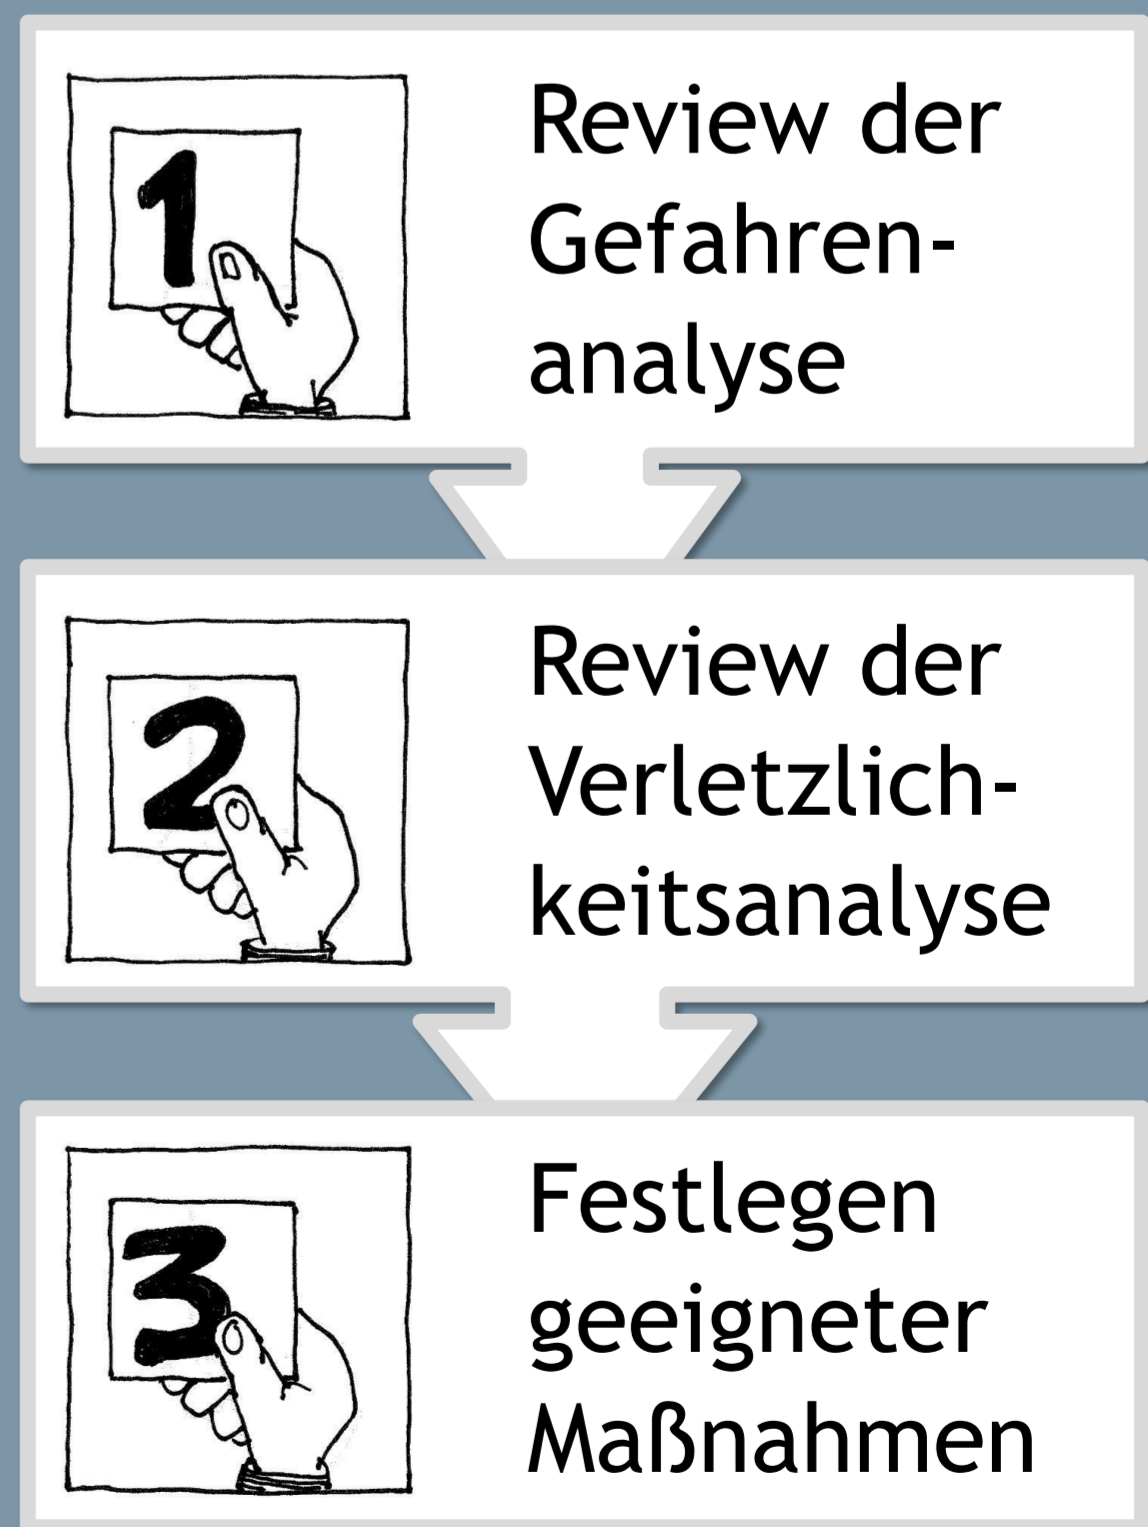 1
Review der
Gefahren-
analyse
2
Review der
Verletzlich-
keitsanalyse
3
Festlegen
geeigneter
Maßnahmen